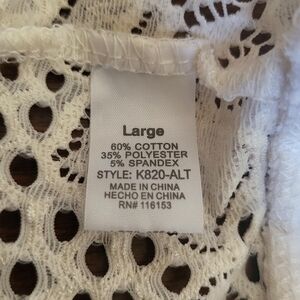 Large
60% COTTON
35% POLYESTER
5% SPANDEX
STYLE: K820-ALT
MADE IN CHINA
HECHO EN CHINA
RN# 116153